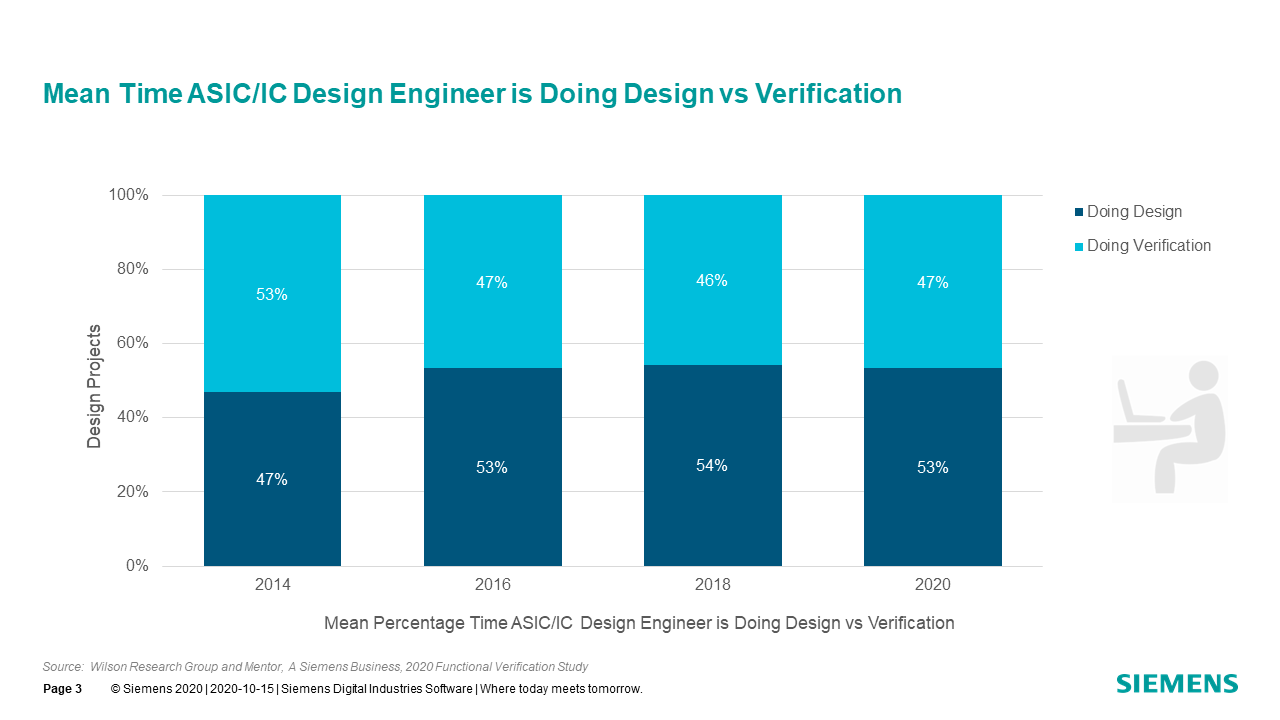 Mean Time ASIC/IC Design Engineer is Doing Design vs Verification
100%
80%
60%
40%
20%
0%
Design Projects
53%
47%
46%
47%
47%
53%
54%
53%
2014
2016
2018
2020
Mean Percentage Time ASIC/IC Design Engineer is Doing Design vs Verification
Doing Design
Doing Verification
Source: Wilson Research Group and Mentor, A Siemens Business, 2020 Functional Verification Study
Page 3 © Siemens 2020 | 2020-10-15 | Siemens Digital Industries Software | Where today meets tomorrow.
SIEMENS